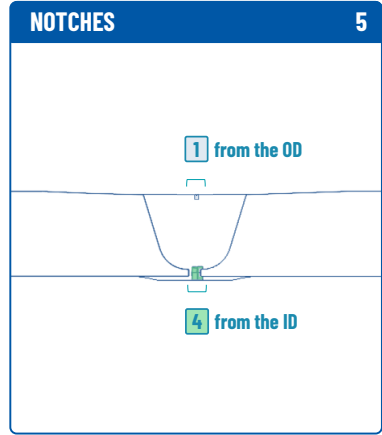 NOTCHES 5
1 from the OD
4 from the ID